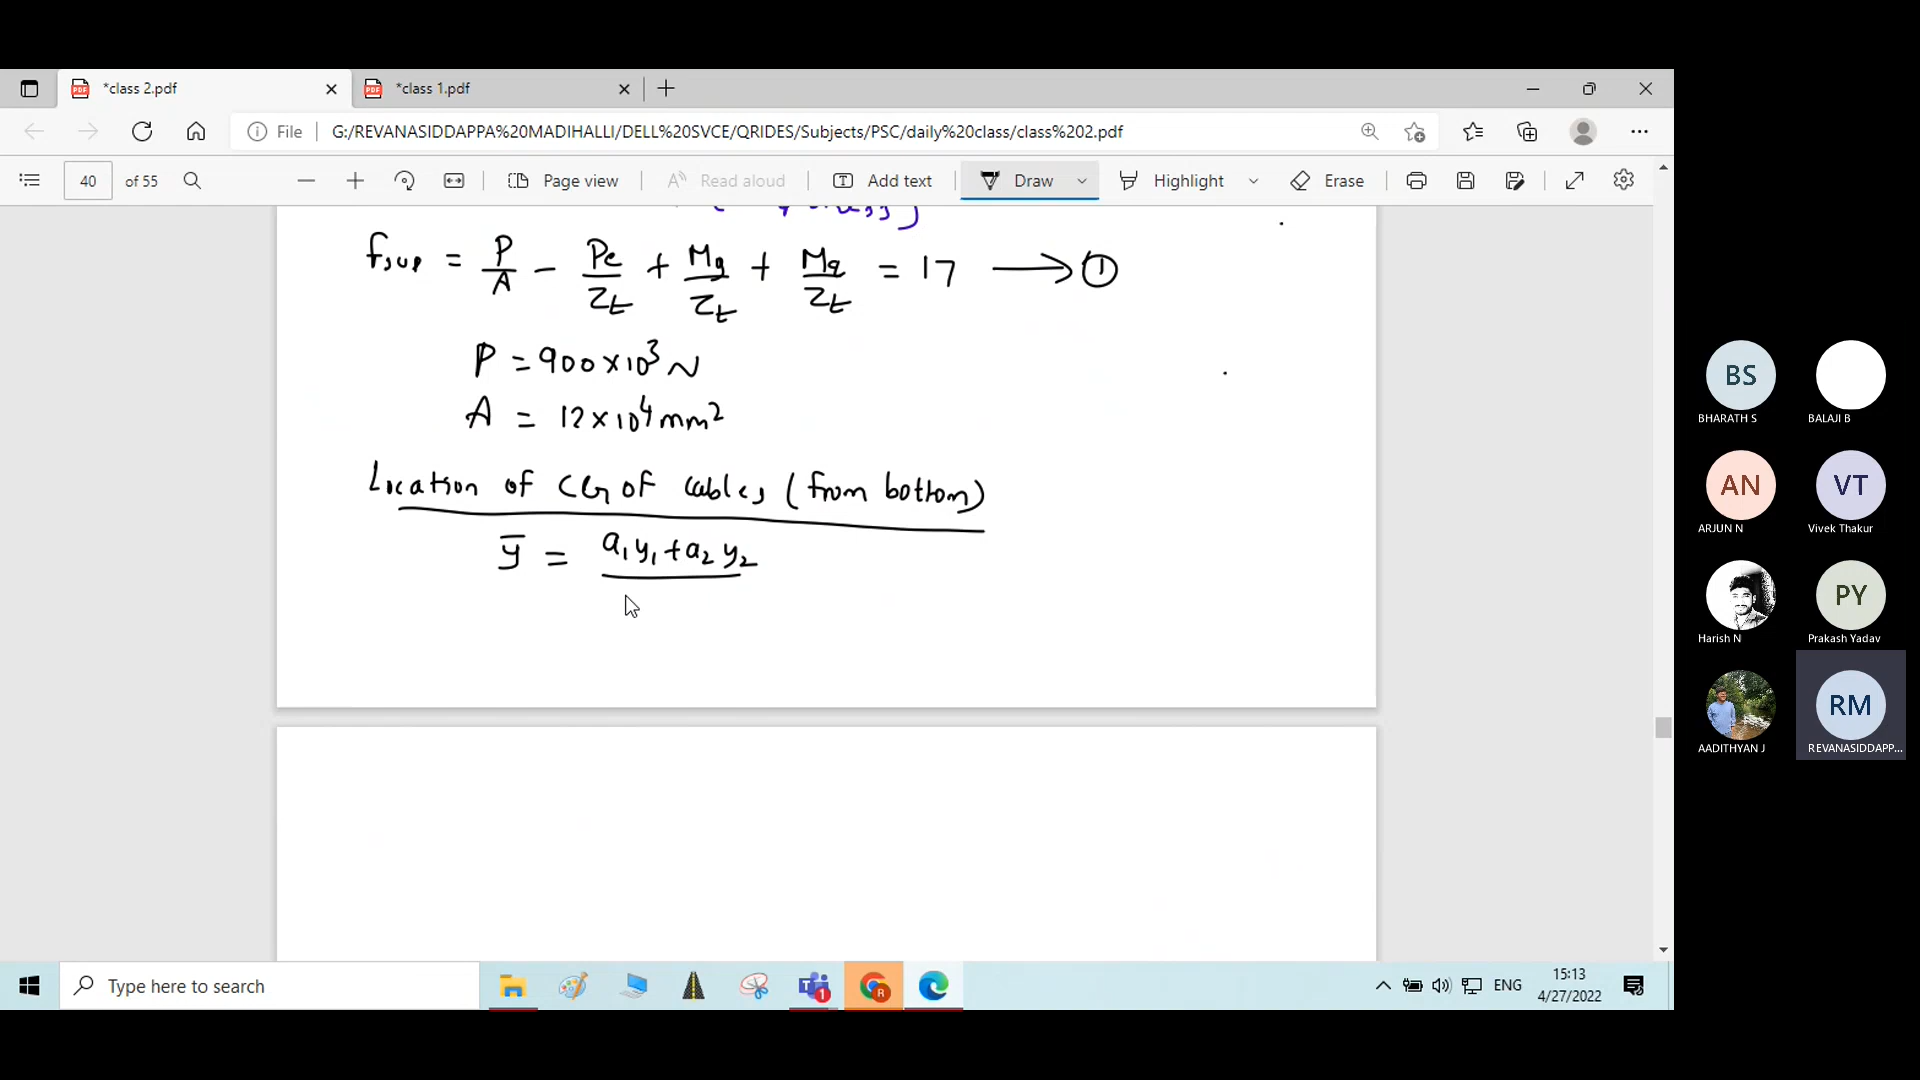 *class 2.pdf
*class 1.pdf
File | G:/REVANASIDDAPPA%20MADIHALLI/DELL%20SVCE/QRIDES/Subjects/PSC/daily%20class/class%202.pdf
40 of 55
Page view
Read aloud
Add text
Draw
Highlight
Erase
fsup = P/A - Pe/Zt + Mg/Zt + Mq/Zt = 17 → ①
P = 900×10³ N
A = 12×10⁴ mm²
Location of CG of cables (from bottom)
ȳ = a₁y₁+a₂y₂
BS
BHARATH S
BALAJI B
AN
ARJUN N
VT
Vivek Thakur
Harish N
PY
Prakash Yadav
AADITHYAN J
RM
REVANASIDDAPP...
Type here to search
1
R
ENG
15:13
4/27/2022